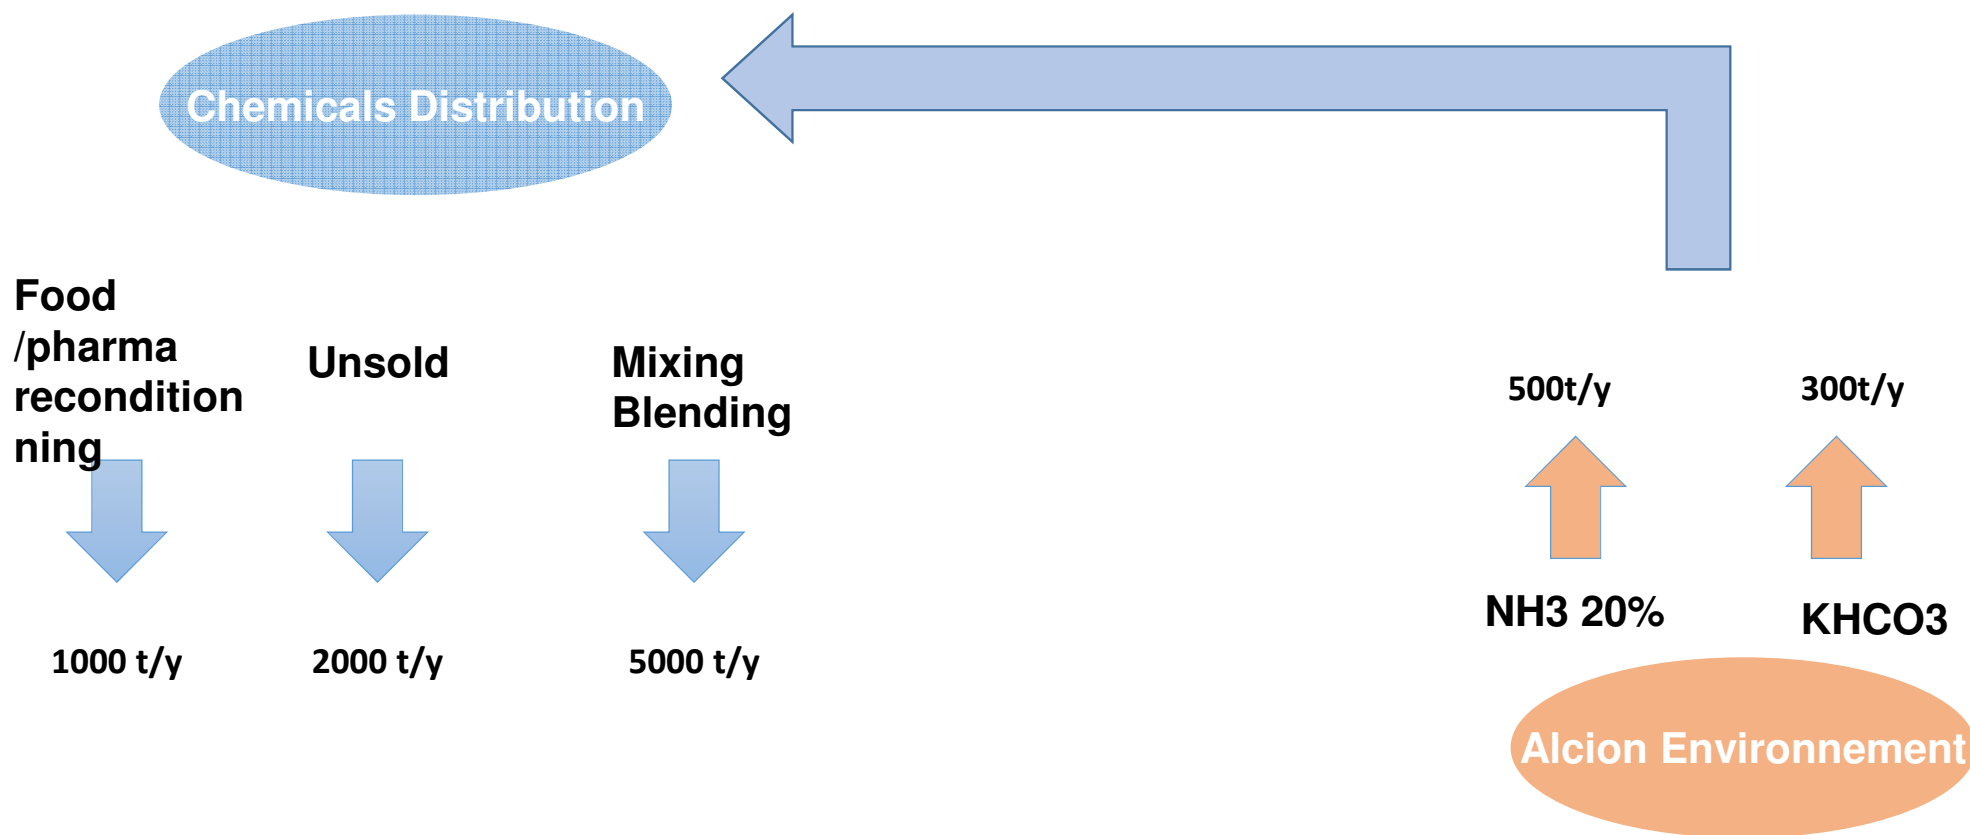 Chemicals Distribution
Food
/pharma
recondition
ning
Unsold
Mixing
Blending
500t/y
300t/y
NH3 20%
KHCO3
1000 t/y
2000 t/y
5000 t/y
Alcion Environnement